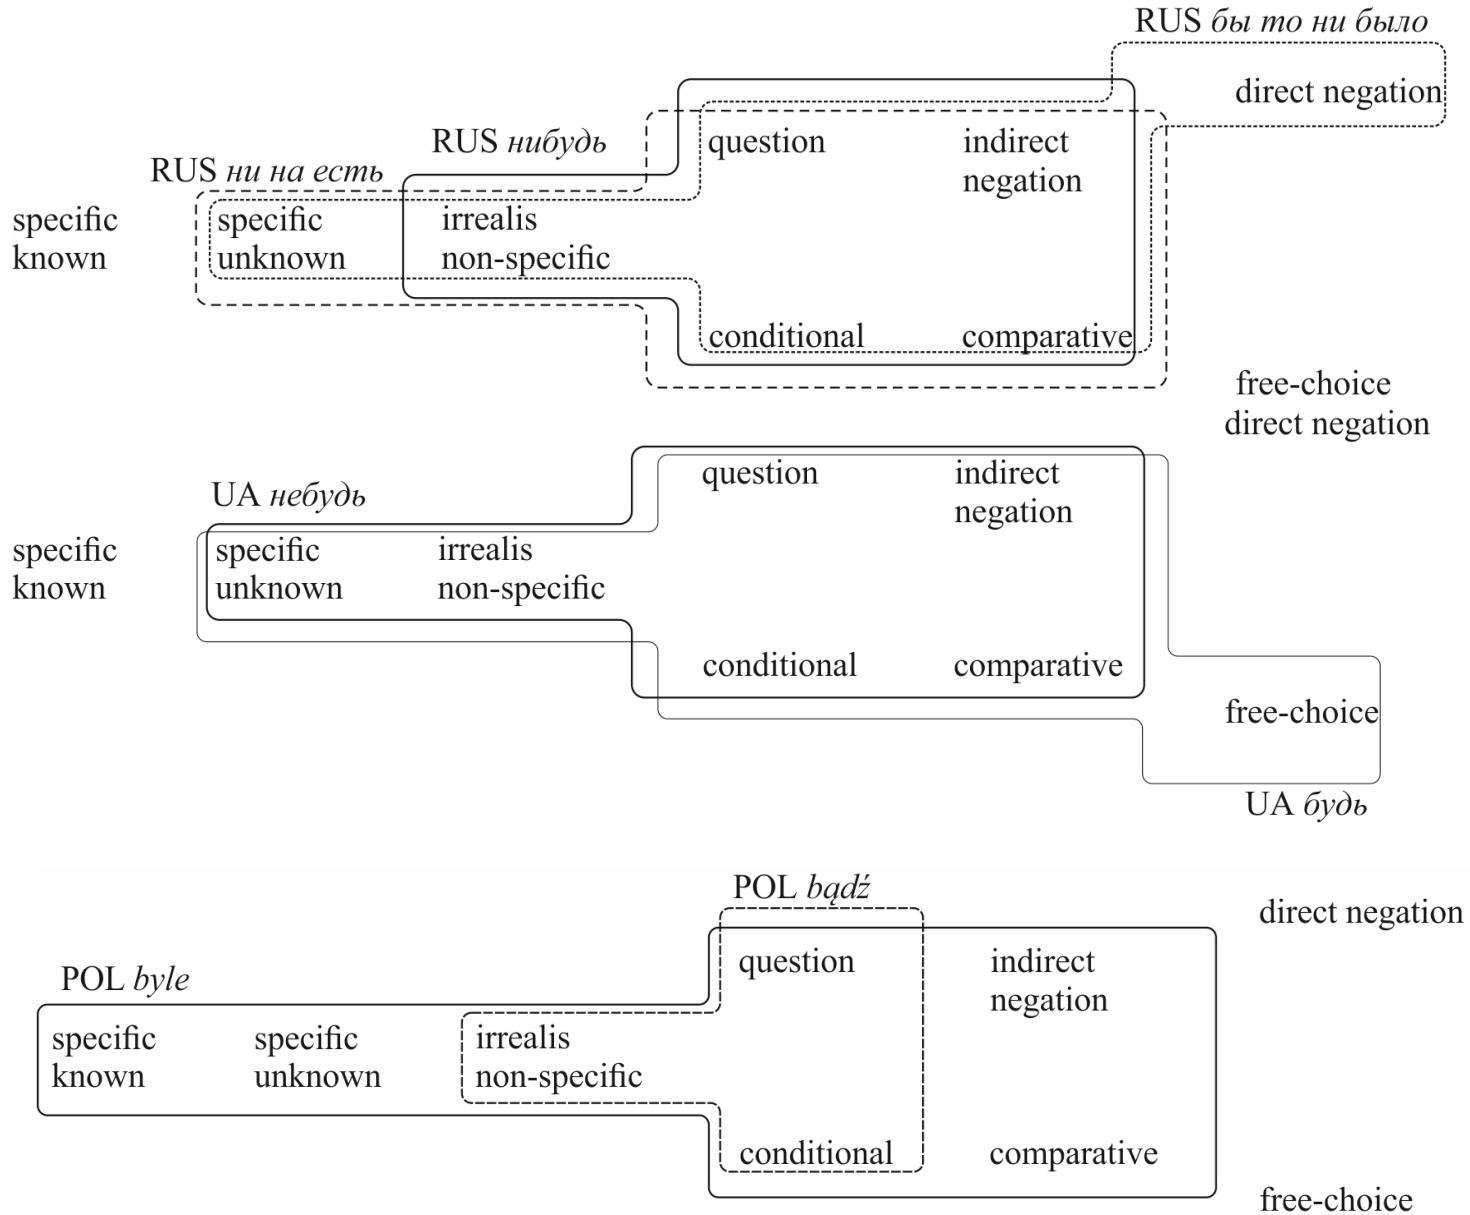 RUS бы то ни было
direct negation
RUS нибудь
question
indirect
negation
RUS ни на есть
specific
known
specific
unknown
irrealis
non-specific
conditional
comparative
free-choice
direct negation
question
indirect
negation
UA небудь
specific
known
specific
unknown
irrealis
non-specific
conditional
comparative
free-choice
UA будь
POL bądź
direct negation
question
indirect
negation
POL byle
specific
known
specific
unknown
irrealis
non-specific
conditional
comparative
free-choice